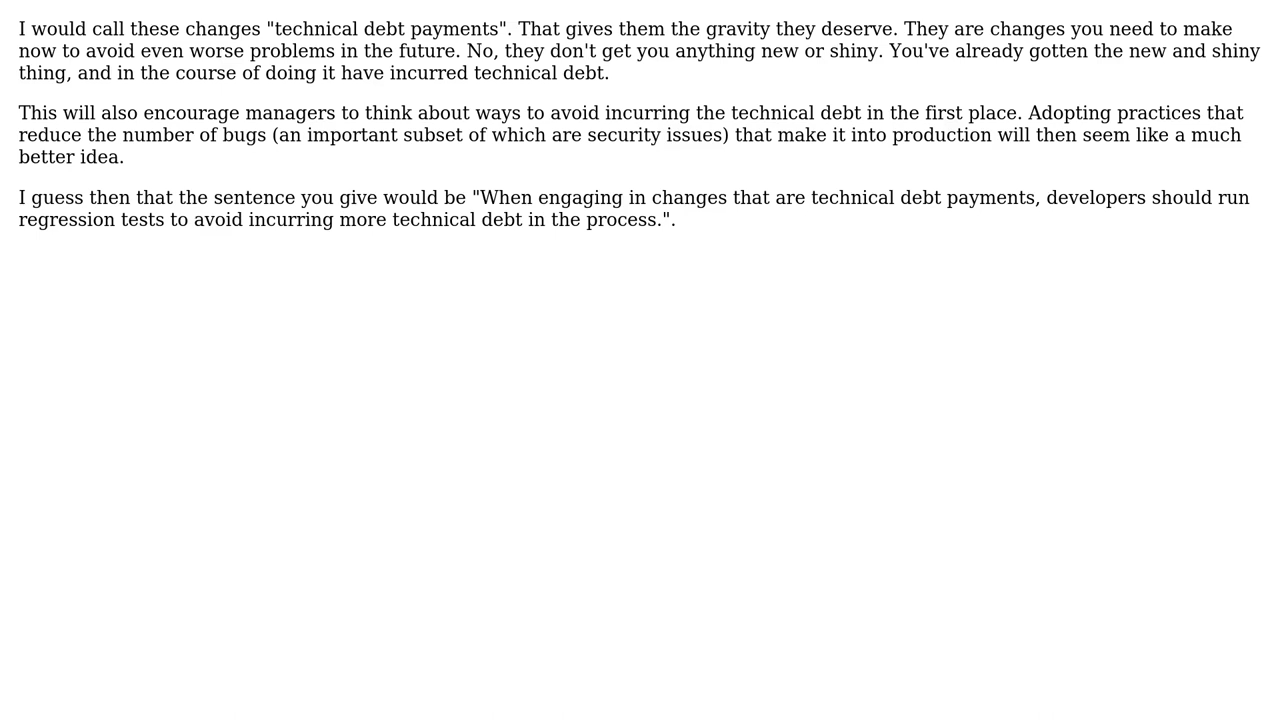 I would call these changes "technical debt payments". That gives them the gravity they deserve. They are changes you need to make
now to avoid even worse problems in the future. No, they don't get you anything new or shiny. You've already gotten the new and shiny
thing, and in the course of doing it have incurred technical debt.
This will also encourage managers to think about ways to avoid incurring the technical debt in the first place. Adopting practices that
reduce the number of bugs (an important subset of which are security issues) that make it into production will then seem like a much
better idea.
I guess then that the sentence you give would be "When engaging in changes that are technical debt payments, developers should run
regression tests to avoid incurring more technical debt in the process.".